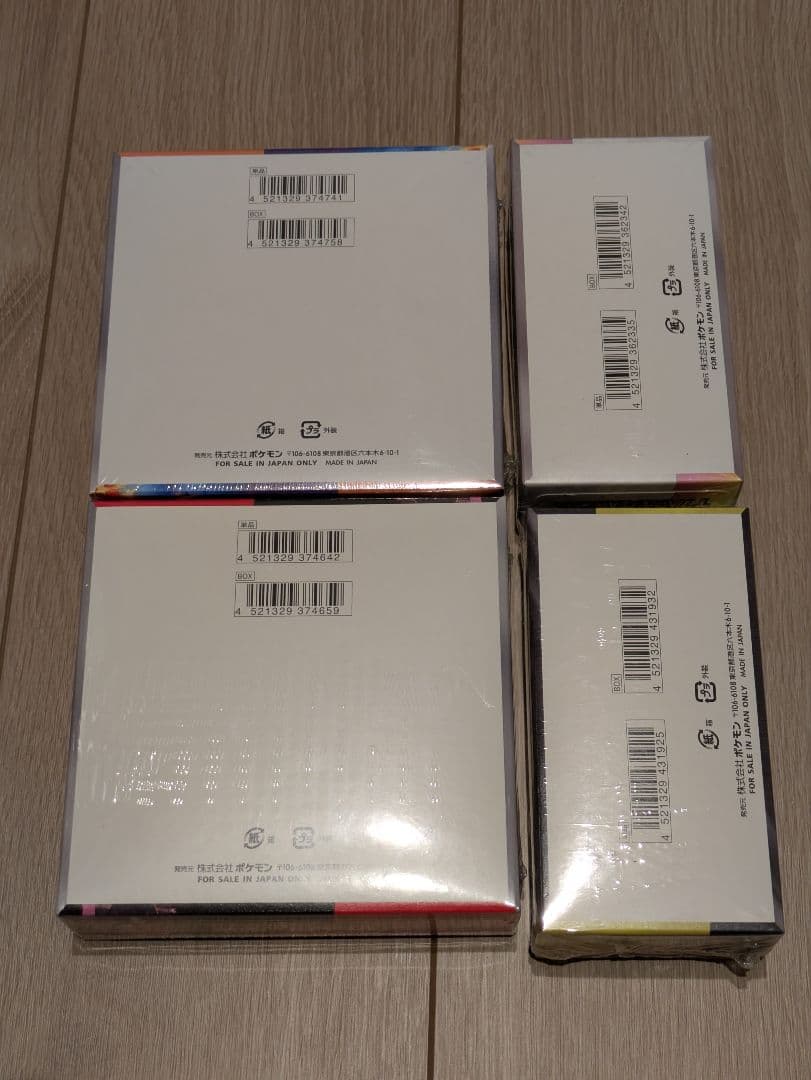 単品
4 521329 374741
BOX
4 521329 374758
紙 箱 プラ 外装
発売元 株式会社ポケモン 〒106-6108 東京都港区六本木6-10-1
FOR SALE IN JAPAN ONLY MADE IN JAPAN
BOX
4 521329 362342
単品
4 521329 362335
紙 箱 プラ 外装
発売元 株式会社ポケモン 〒106-6108 東京都港区六本木6-10-1
FOR SALE IN JAPAN ONLY MADE IN JAPAN
単品
4 521329 374642
BOX
4 521329 374659
紙 箱 プラ 外装
発売元 株式会社ポケモン 〒106-6108 東京都
FOR SALE IN JAPAN ONLY
BOX
4 521329 431932
4 521329 431925
紙 箱 プラ 外装
発売元 株式会社ポケモン 〒106-6108 東京都港区六本木6-10-1
FOR SALE IN JAPAN ONLY MADE IN JAPAN